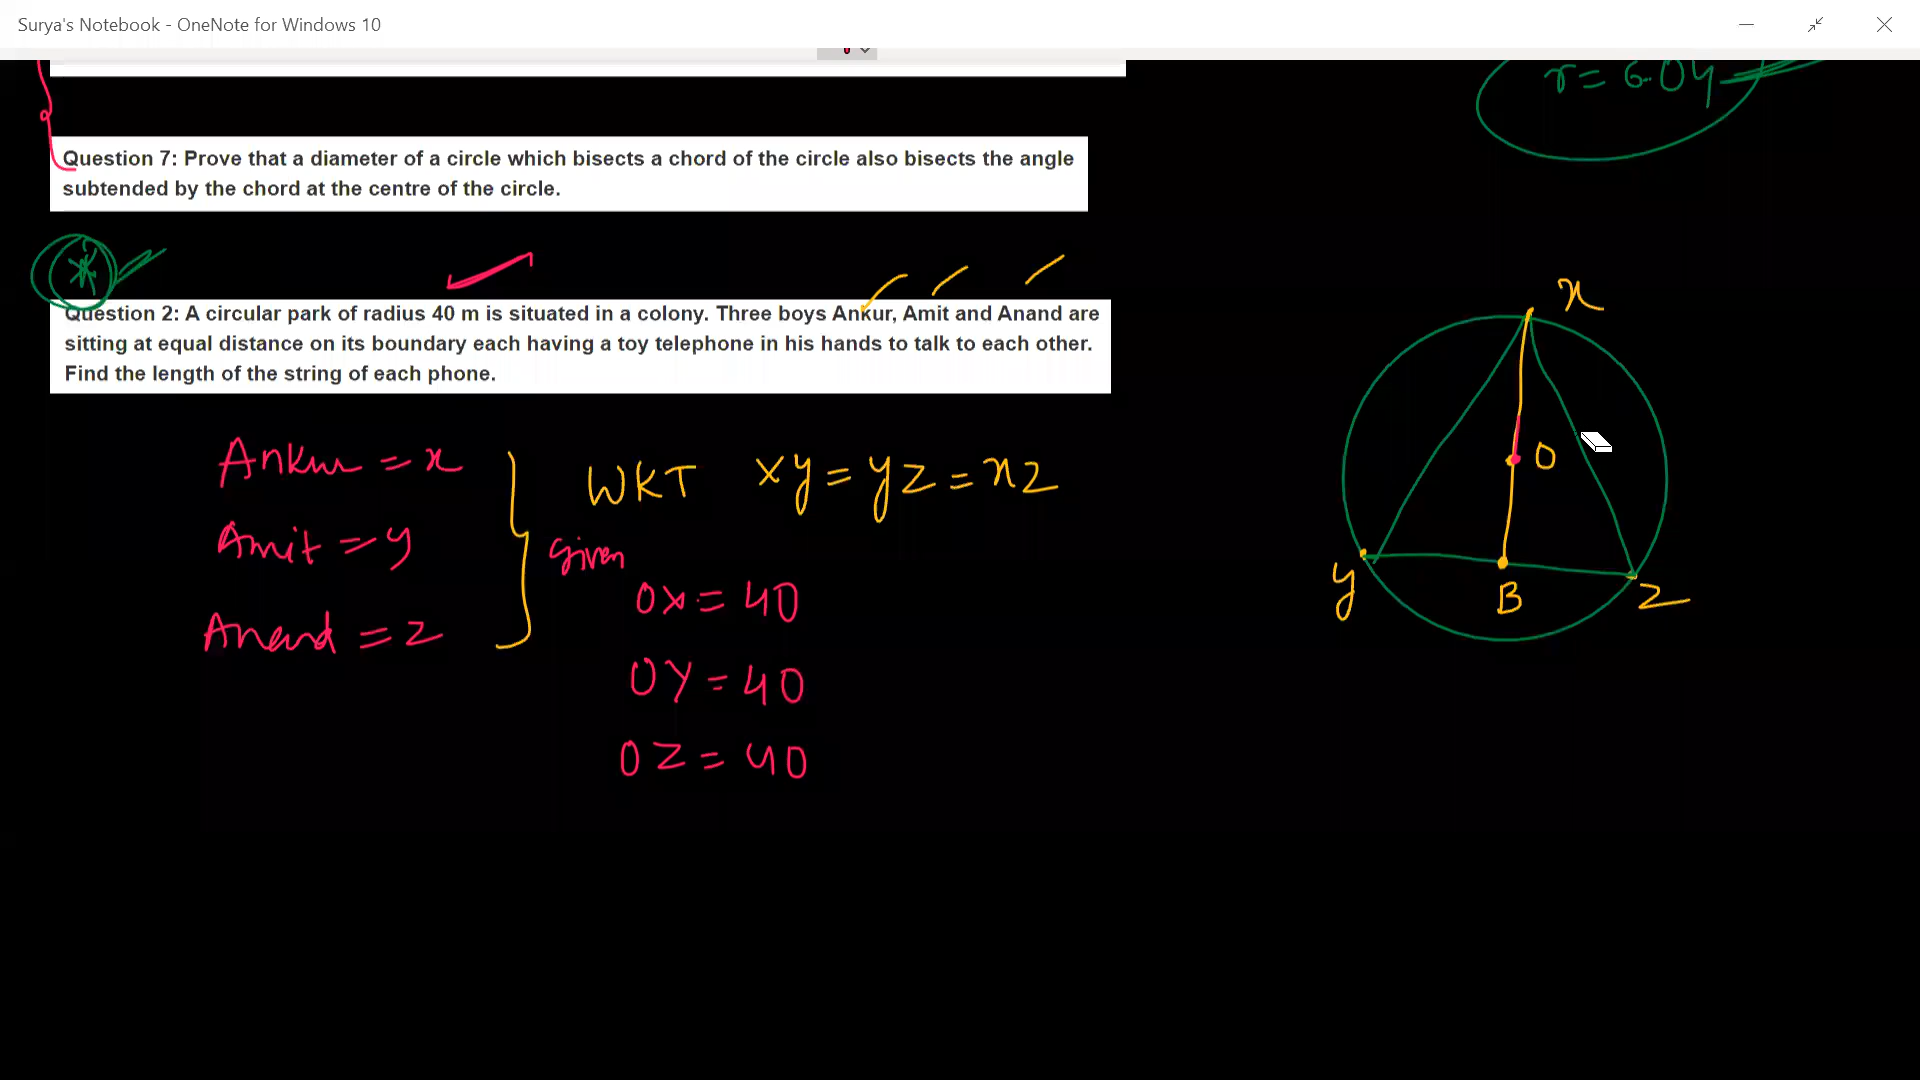 Surya's Notebook - OneNote for Windows 10
r = 6.04
Question 7: Prove that a diameter of a circle which bisects a chord of the circle also bisects the angle
subtended by the chord at the centre of the circle.
Question 2: A circular park of radius 40 m is situated in a colony. Three boys Ankur, Amit and Anand are
sitting at equal distance on its boundary each having a toy telephone in his hands to talk to each other.
Find the length of the string of each phone.
Ankur = x
Amit = y
Anand = z
WKT xy = yz = xz
given
OX = 40
OY = 40
OZ = 40
x
O
y
B
z